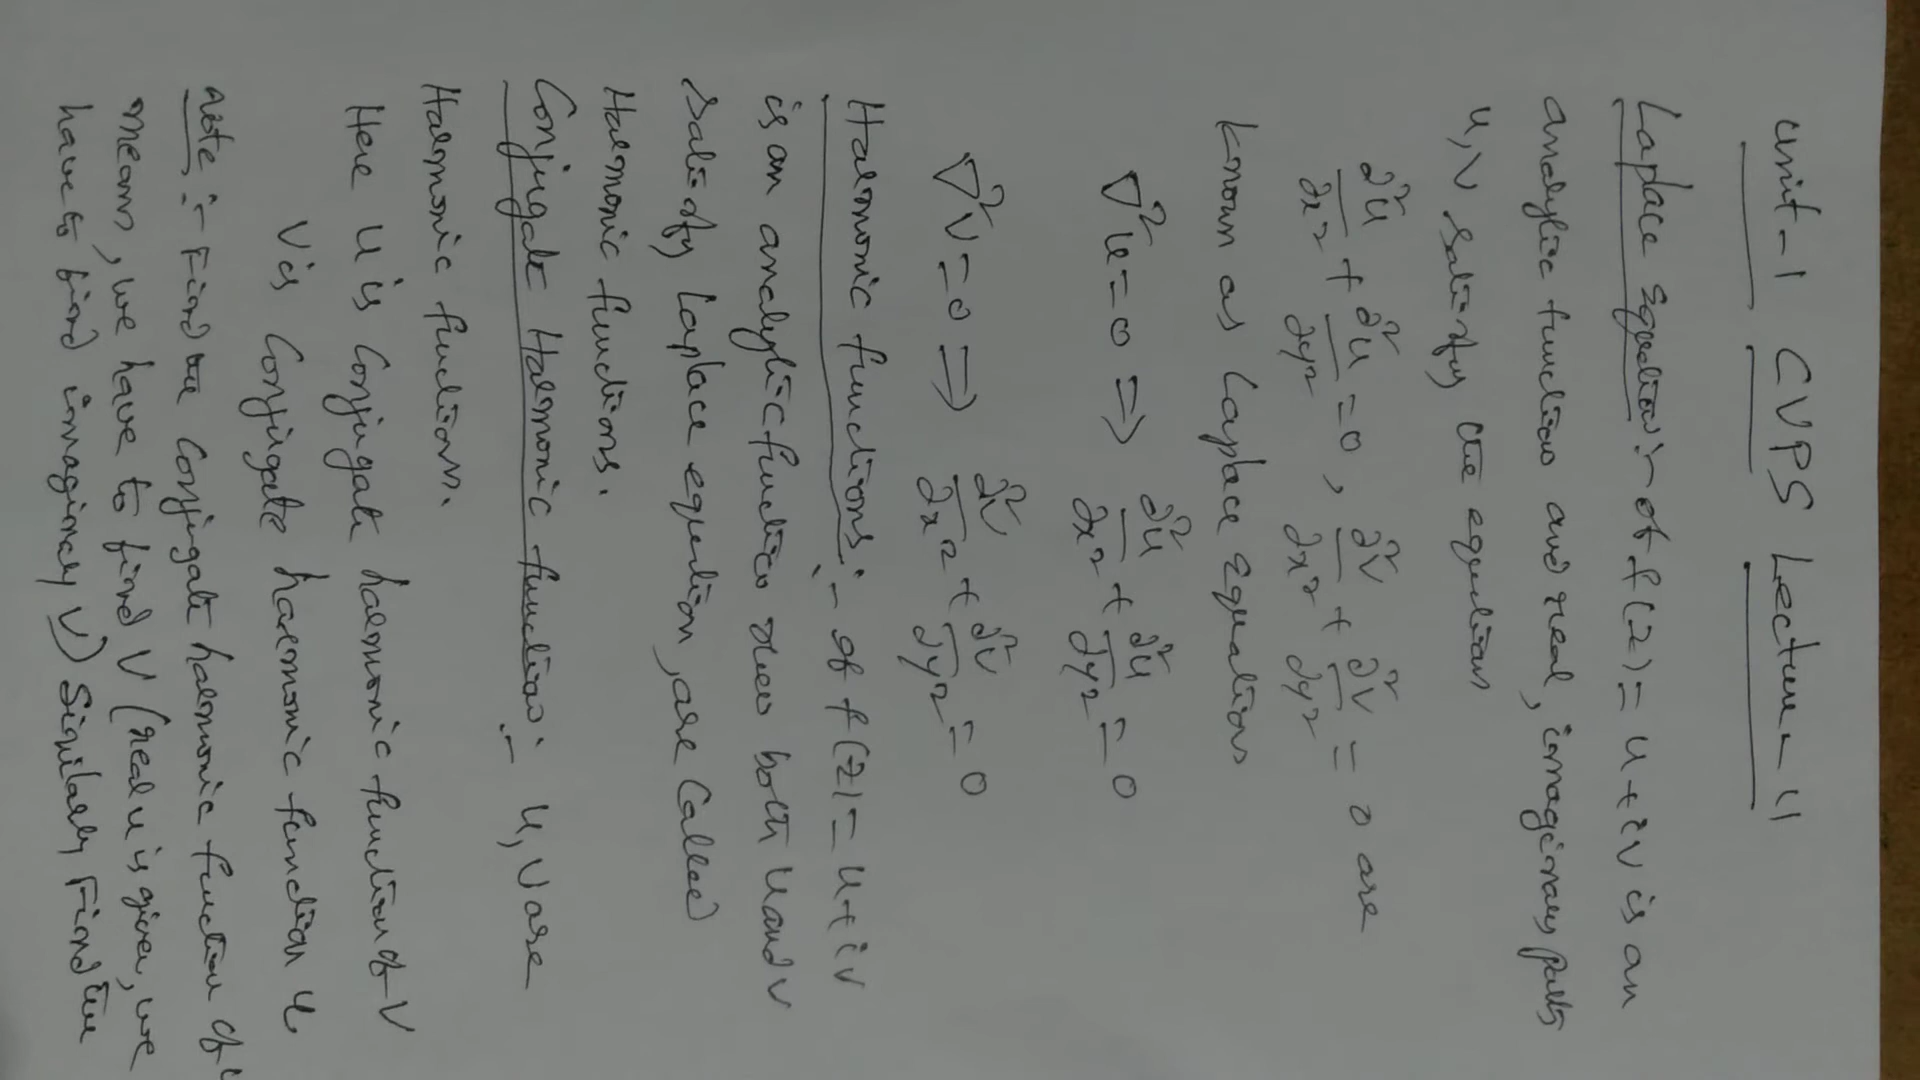 Unit-1 CVPS Lecture-4
Laplace Equation :- If f(z) = u+iv is an
analytic function and real, imaginary parts
u,v satisfy the equations
∂²u/∂x² + ∂²u/∂y² = 0, ∂²v/∂x² + ∂²v/∂y² = 0 are
Known as Laplace Equations
∇²u = 0 ⇒ ∂²u/∂x² + ∂²u/∂y² = 0
∇²v = 0 ⇒ ∂²v/∂x² + ∂²v/∂y² = 0
Harmonic functions :- If f(z) = u+iv
is an analytic function then both u and v
satisfy Laplace equation, are called
Harmonic functions.
Conjugate Harmonic function :- u,v are
Harmonic functions.
Here u is Conjugate harmonic function of v
v is Conjugate harmonic function u
note :- Find the Conjugate harmonic function of u
means, we have to find v (real u is given, we
have to find imaginary v) Similarly Find the